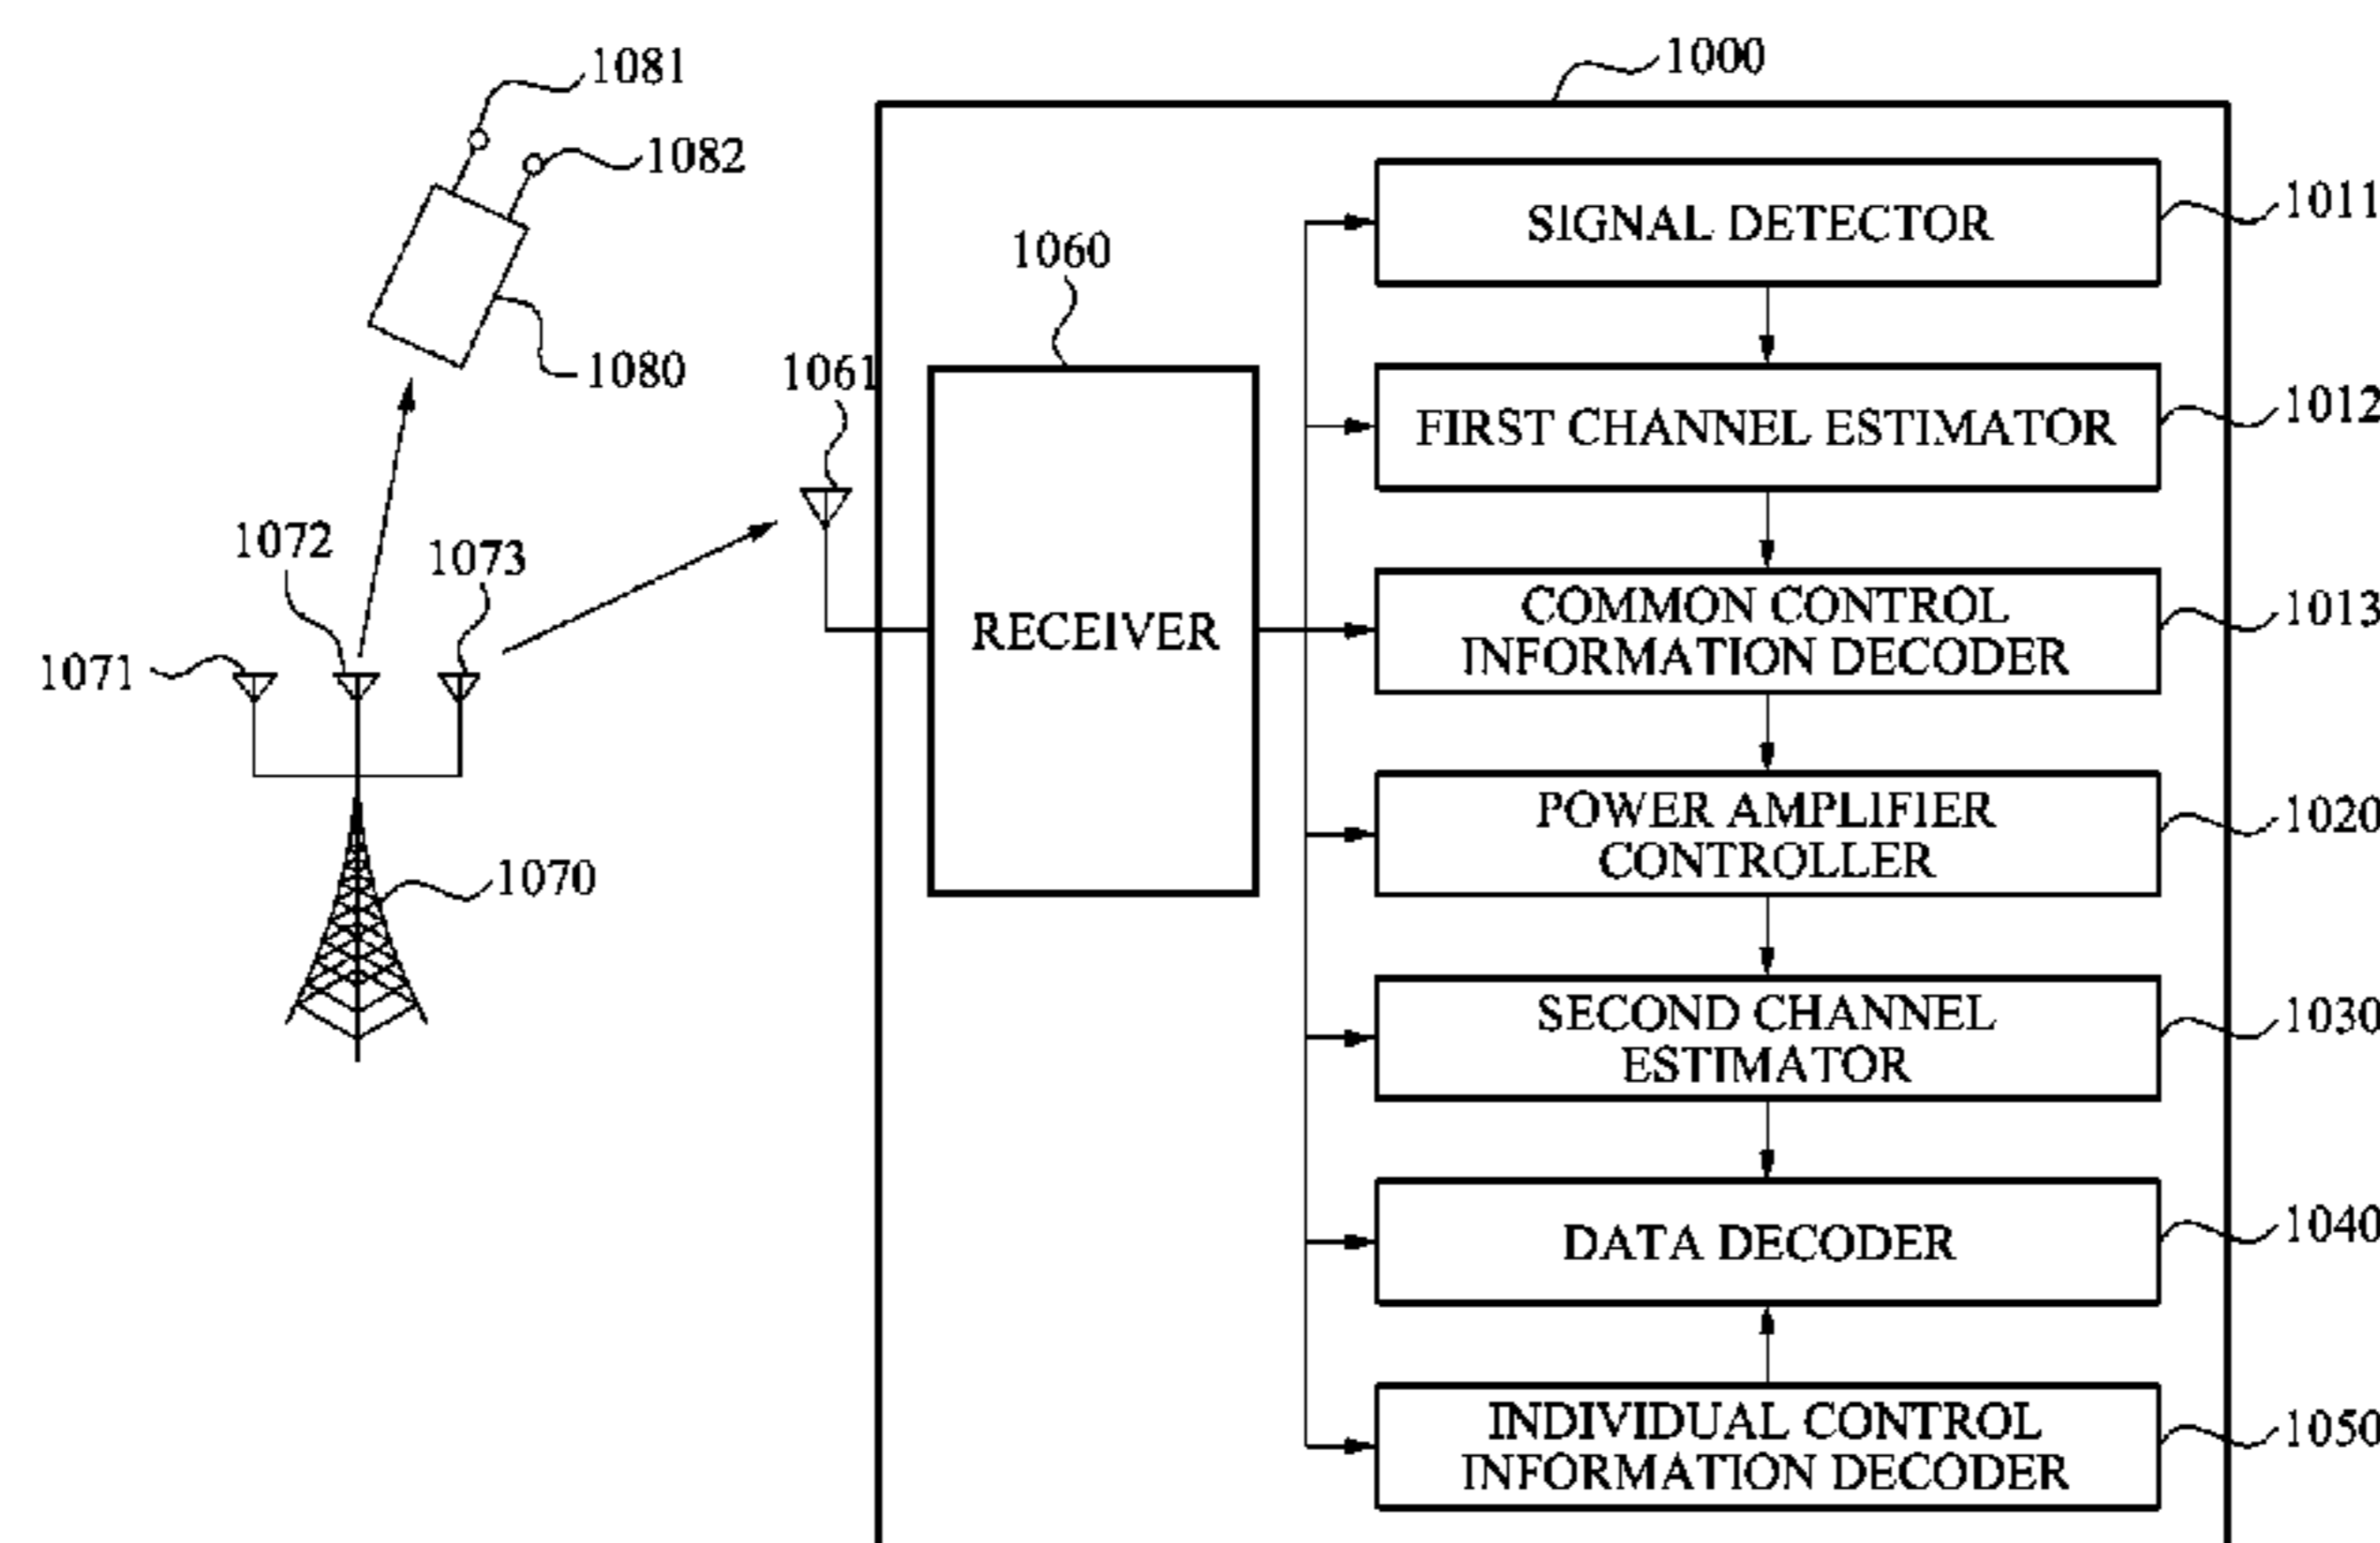 1000
1081
1082
1011
SIGNAL DETECTOR
1060
1080
1061
1012
FIRST CHANNEL ESTIMATOR
1072
1073
1013
COMMON CONTROL
INFORMATION DECODER
RECEIVER
1071
1020
POWER AMPLIFIER
CONTROLLER
1070
1030
SECOND CHANNEL
ESTIMATOR
1040
DATA DECODER
1050
INDIVIDUAL CONTROL
INFORMATION DECODER